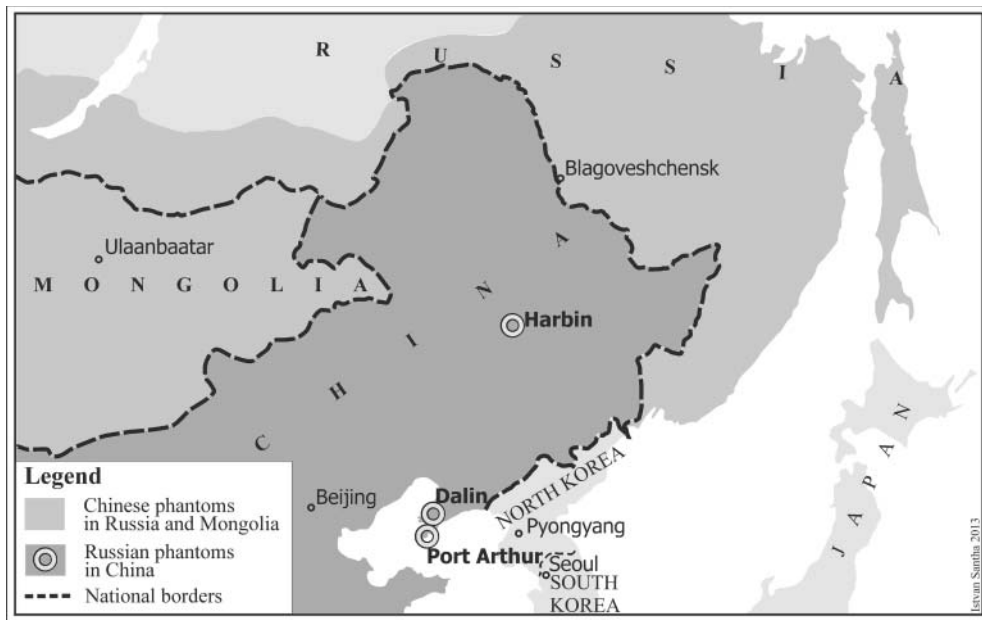 R U S S I A
Blagoveshchensk
Ulaanbaatar
M O N G O L I A
Harbin
C H I N A
J A P A N
Legend
Chinese phantoms
in Russia and Mongolia
Russian phantoms
in China
National borders
Beijing
Dalin
Port Arthur
NORTH KOREA
Pyongyang
Seoul
SOUTH
KOREA
Istvan Santha 2013